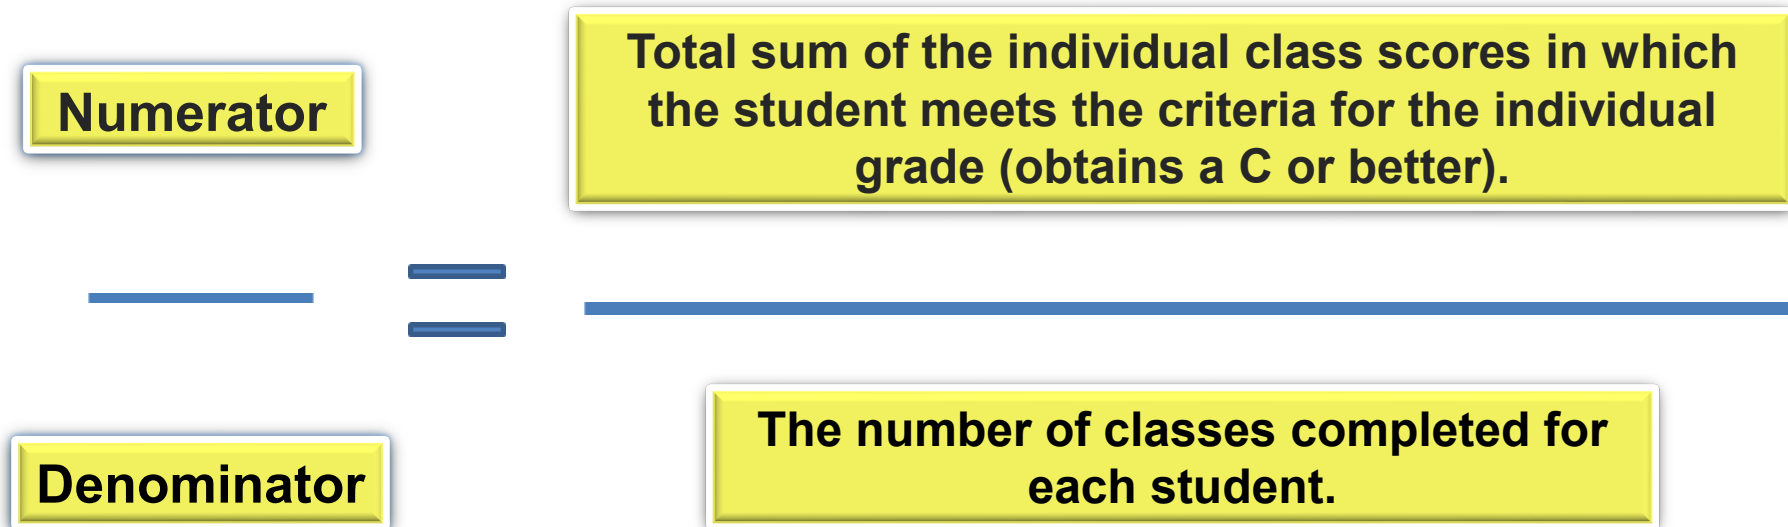 Numerator
Total sum of the individual class scores in which
the student meets the criteria for the individual
grade (obtains a C or better).
Denominator
The number of classes completed for
each student.